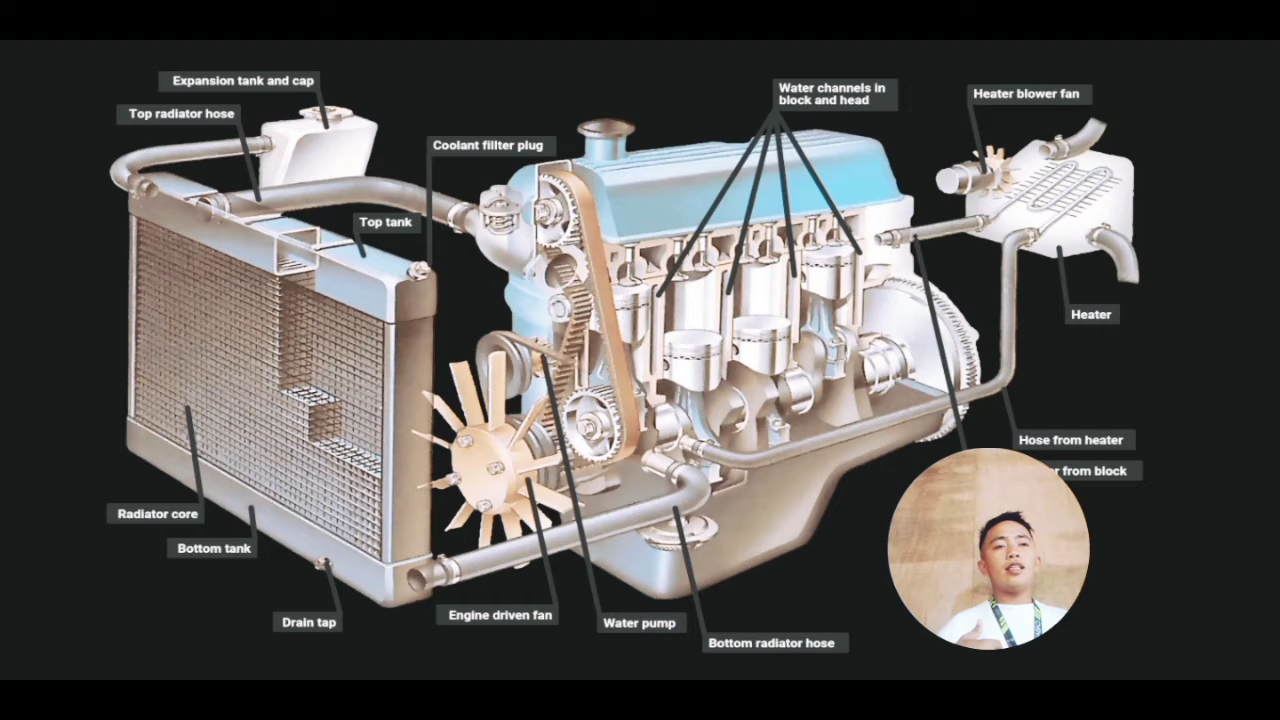 Expansion tank and cap
Top radiator hose
Coolant fillter plug
Top tank
Water channels in
block and head
Heater blower fan
Heater
Hose from heater
from block
Radiator core
Bottom tank
Drain tap
Engine driven fan
Water pump
Bottom radiator hose